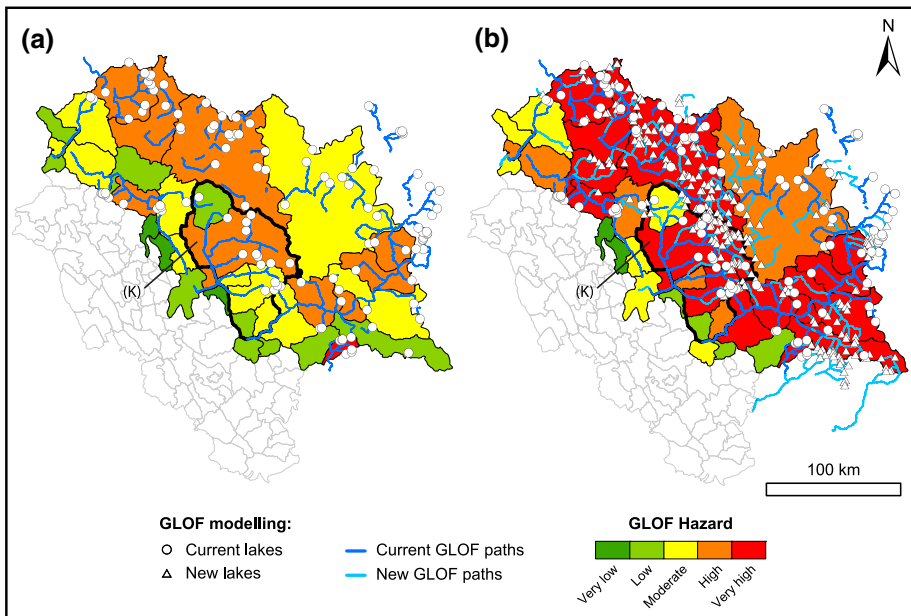 (a)
(b)
N
(K)
(K)
100 km
GLOF modelling:
Current lakes
New lakes
Current GLOF paths
New GLOF paths
GLOF Hazard
Very low
Low
Moderate
High
Very high